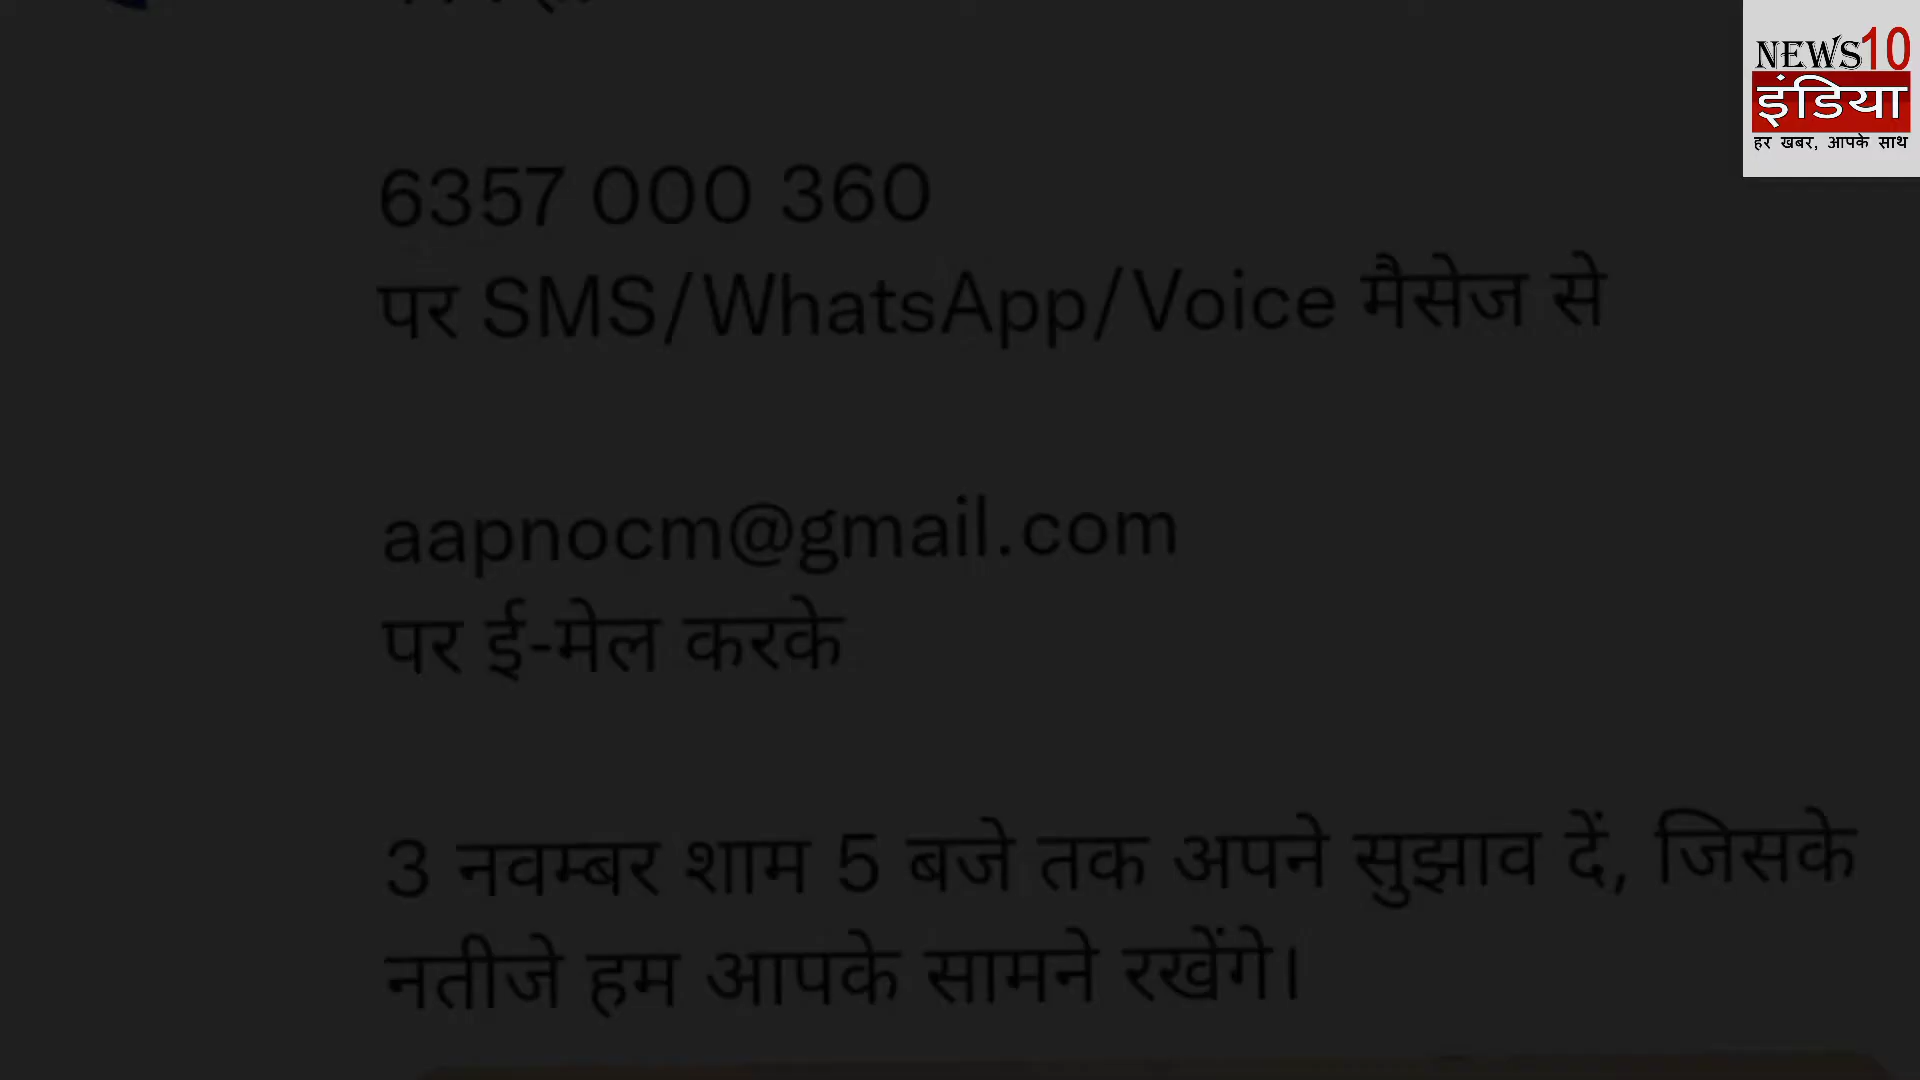 6357 000 360
पर SMS/WhatsApp/Voice मैसेज से
aapnocm@gmail.com
पर ई-मेल करके
3 नवम्बर शाम 5 बजे तक अपने सुझाव दें, जिसके
नतीजे हम आपके सामने रखेंगे।
NEWS10
इंडिया
हर खबर, आपके साथ